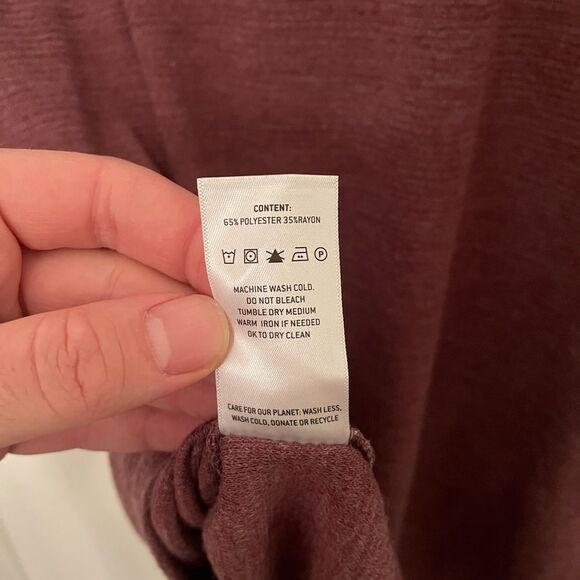 CONTENT:
65% POLYESTER 35%RAYON
P
MACHINE WASH COLD.
DO NOT BLEACH
TUMBLE DRY MEDIUM
WARM IRON IF NEEDED
OK TO DRY CLEAN
CARE FOR OUR PLANET: WASH LESS,
WASH COLD, DONATE OR RECYCLE